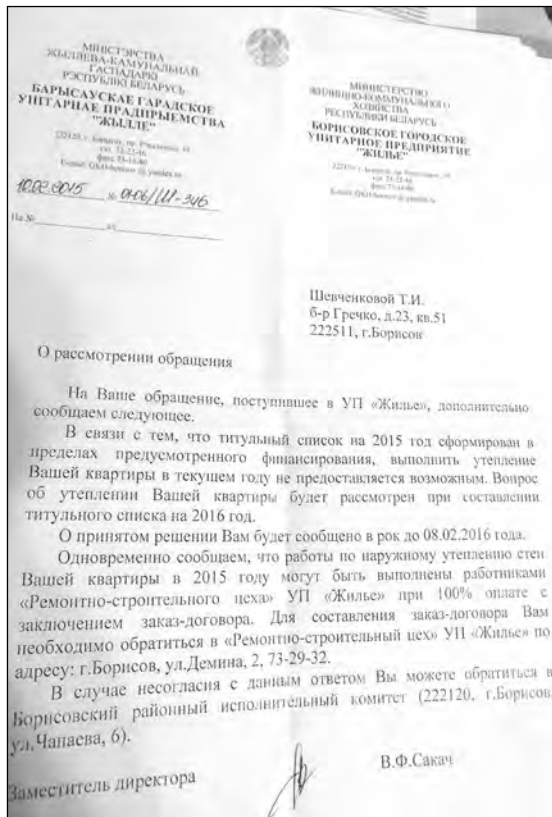 МІНІСТЭРСТВА
ЖЫЛЛЁВА-КАМУНАЛЬНАЙ
ГАСПАДАРКІ
РЭСПУБЛІКІ БЕЛАРУСЬ
БАРЫСАУСКАЕ ГАРАДСКОЕ
УНІТАРНАЕ ПРАДПРЫЕМСТВА
"ЖЫЛЛЁ"
10.02.2015 № 01-06/Ш-346
На №
МИНИСТЕРСТВО
ЖИЛИЩНО-КОММУНАЛЬНОГО
ХОЗЯЙСТВА
РЕСПУБЛИКИ БЕЛАРУСЬ
БОРИСОВСКОЕ ГОРОДСКОЕ
УНИТАРНОЕ ПРЕДПРИЯТИЕ
"ЖИЛЬЕ"
Шевченковой Т.И.
б-р Гречко, д.23, кв.51
222511, г.Борисов
О рассмотрении обращения
На Ваше обращение, поступившее в УП «Жилье», дополнительно
сообщаем следующее.
В связи с тем, что титульный список на 2015 год сформирован в
пределах предусмотренного финансирования, выполнить утепление
Вашей квартиры в текущем году не предоставляется возможным. Вопрос
об утеплении Вашей квартиры будет рассмотрен при составлении
титульного списка на 2016 год.
О принятом решении Вам будет сообщено в рок до 08.02.2016 года.
Одновременно сообщаем, что работы по наружному утеплению стен
Вашей квартиры в 2015 году могут быть выполнены работниками
«Ремонтно-строительного цеха» УП «Жилье» при 100% оплате с
заключением заказ-договора. Для составления заказ-договора Вам
необходимо обратиться в «Ремонтно-строительный цех» УП «Жилье» по
адресу: г.Борисов, ул.Демина, 2, 73-29-32.
В случае несогласия с данным ответом Вы можете обратиться в
Борисовский районный исполнительный комитет (222120, г.Борисов,
ул.Чапаева, 6).
Заместитель директора
В.Ф.Сакач